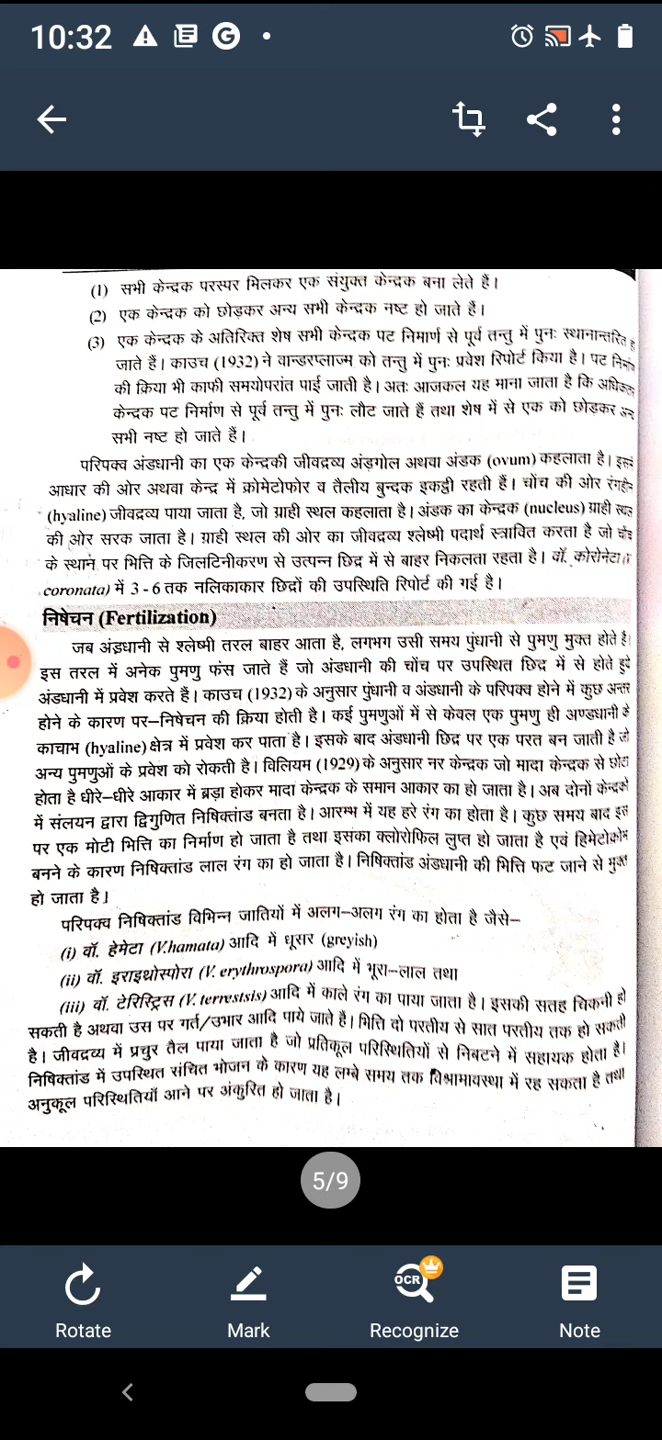 10:32
(1) सभी केन्द्रक परस्पर मिलकर एक संयुक्त केन्द्रक बना लेते हैं।
(2) एक केन्द्रक को छोड़कर अन्य सभी केन्द्रक नष्ट हो जाते हैं।
(3) एक केन्द्रक के अतिरिक्त शेष सभी केन्द्रक पट निमार्ण से पूर्व तन्तु में पुनः स्थानान्तरित हो
जाते हैं। काउच (1932) ने वान्डरप्लाज्म को तन्तु में पुनः प्रवेश रिपोर्ट किया है। पट निर्माण
की क्रिया भी काफी समयोपरांत पाई जाती है। अतः आजकल यह माना जाता है कि अधिकतर
केन्द्रक पट निर्माण से पूर्व तन्तु में पुनः लौट जाते हैं तथा शेष में से एक को छोड़कर अन्य
सभी नष्ट हो जाते हैं।
परिपक्व अंडधानी का एक केन्द्रकी जीवद्रव्य अंड़गोल अथवा अंडक (ovum) कहलाता है। इसके
आधार की ओर अथवा केन्द्र में क्रोमेटोफोर व तैलीय बुन्दक इकट्ठी रहती हैं। चोंच की ओर रंगहीन
(hyaline) जीवद्रव्य पाया जाता है, जो ग्राही स्थल कहलाता है। अंडक का केन्द्रक (nucleus) ग्राही स्थल
की ओर सरक जाता है। ग्राही स्थल की ओर का जीवद्रव्य श्लेष्मी पदार्थ स्त्रावित करता है जो चोंच
के स्थान पर भित्ति के जिलटिनीकरण से उत्पन्न छिद्र में से बाहर निकलता रहता है। वॉ. कोरोनेटा
coronata) में 3-6 तक नलिकाकार छिद्रों की उपस्थिति रिपोर्ट की गई है।
निषेचन (Fertilization)
जब अंडधानी से श्लेष्मी तरल बाहर आता है, लगभग उसी समय पुंधानी से पुमणु मुक्त होते है।
इस तरल में अनेक पुमणु फंस जाते हैं जो अंडधानी की चोंच पर उपस्थित छिद्र में से होते हुये
अंडधानी में प्रवेश करते हैं। काउच (1932) के अनुसार पुंधानी व अंडधानी के परिपक्व होने में कुछ अन्तर
होने के कारण पर–निषेचन की क्रिया होती है। कई पुमणुओं में से केवल एक पुमणु ही अण्डधानी के
काचाभ (hyaline) क्षेत्र में प्रवेश कर पाता है। इसके बाद अंडधानी छिद्र पर एक परत बन जाती है जो
अन्य पुमणुओं के प्रवेश को रोकती है। विलियम (1929) के अनुसार नर केन्द्रक जो मादा केन्द्रक से छोटा
होता है धीरे–धीरे आकार में बड़ा होकर मादा केन्द्रक के समान आकार का हो जाता है। अब दोनों केन्द्रकों
में संलयन द्वारा द्विगुणित निषिक्तांड बनता है। आरम्भ में यह हरे रंग का होता है। कुछ समय बाद इस
पर एक मोटी भित्ति का निर्माण हो जाता है तथा इसका क्लोरोफिल लुप्त हो जाता है एवं हिमेटोक्रोम
बनने के कारण निषिक्तांड लाल रंग का हो जाता है। निषिक्तांड अंडधानी की भित्ति फट जाने से मुक्त
हो जाता है।
परिपक्व निषिक्तांड विभिन्न जातियों में अलग–अलग रंग का होता है जैसे–
(i) वॉ. हेमेटा (V.hamata) आदि में धूसर (greyish)
(ii) वॉ. इराइथ्रोस्पोरा (V. erythrospora) आदि में भूरा–लाल तथा
(iii) वॉ. टेरिस्ट्रिस (V. terrestsis) आदि में काले रंग का पाया जाता है। इसकी सतह चिकनी हो
सकती है अथवा उस पर गर्त/उभार आदि पाये जाते हैं। भित्ति दो परतीय से सात परतीय तक हो सकती
है। जीवद्रव्य में प्रचुर तैल पाया जाता है जो प्रतिकूल परिस्थितियों से निबटने में सहायक होता है।
निषिक्तांड में उपस्थित संचित भोजन के कारण यह लम्बे समय तक विश्रामावस्था में रह सकता है तथा
अनुकूल परिस्थितियाँ आने पर अंकुरित हो जाता है।
5/9
OCR
Rotate Mark Recognize Note